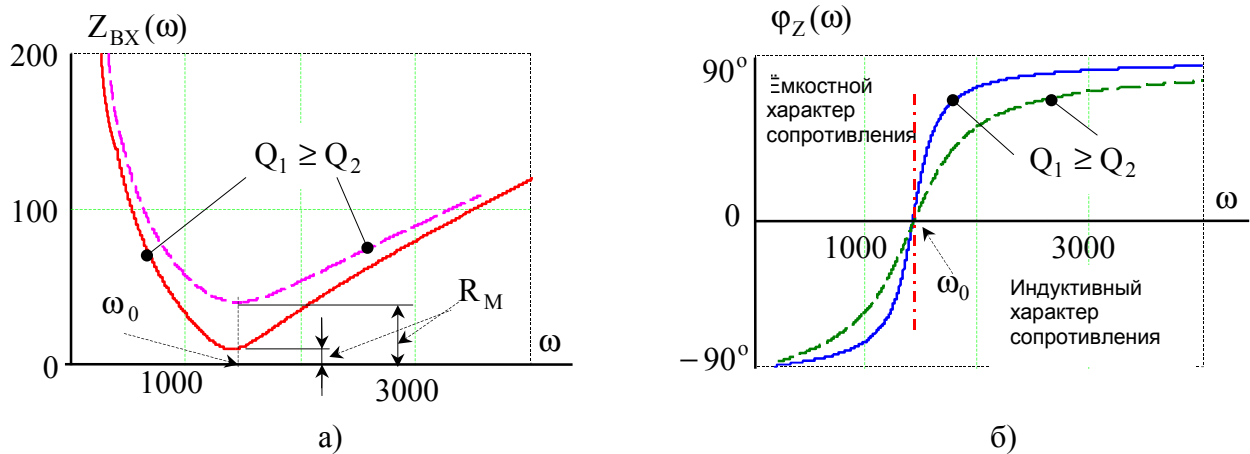 Z_BX(ω)
200
Q₁ ≥ Q₂
100
ω₀
R_M
ω
0
1000
3000
а)
φ_Z(ω)
90°
Ёмкостной
характер
сопротивления
Q₁ ≥ Q₂
ω
0
1000
3000
ω₀
Индуктивный
характер
сопротивления
−90°
б)